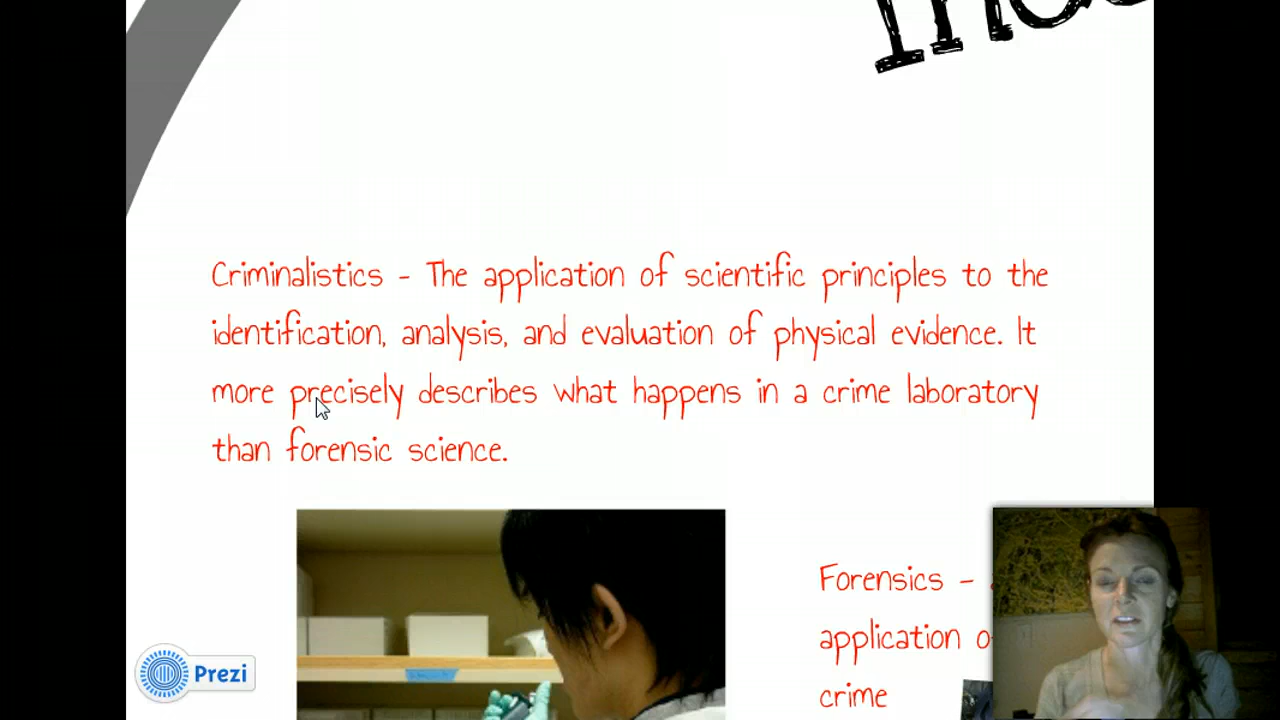 Criminalistics - The application of scientific principles to the
identification, analysis, and evaluation of physical evidence. It
more precisely describes what happens in a crime laboratory
than forensic science.
Forensics -
application
crime
Prezi